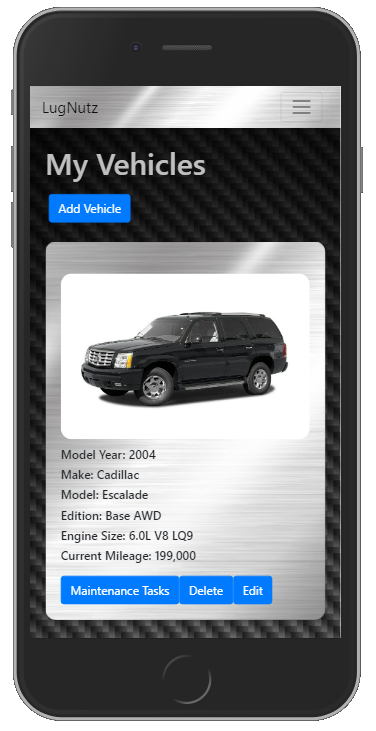 LugNutz
My Vehicles
Add Vehicle
Model Year: 2004
Make: Cadillac
Model: Escalade
Edition: Base AWD
Engine Size: 6.0L V8 LQ9
Current Mileage: 199,000
Maintenance Tasks Delete Edit